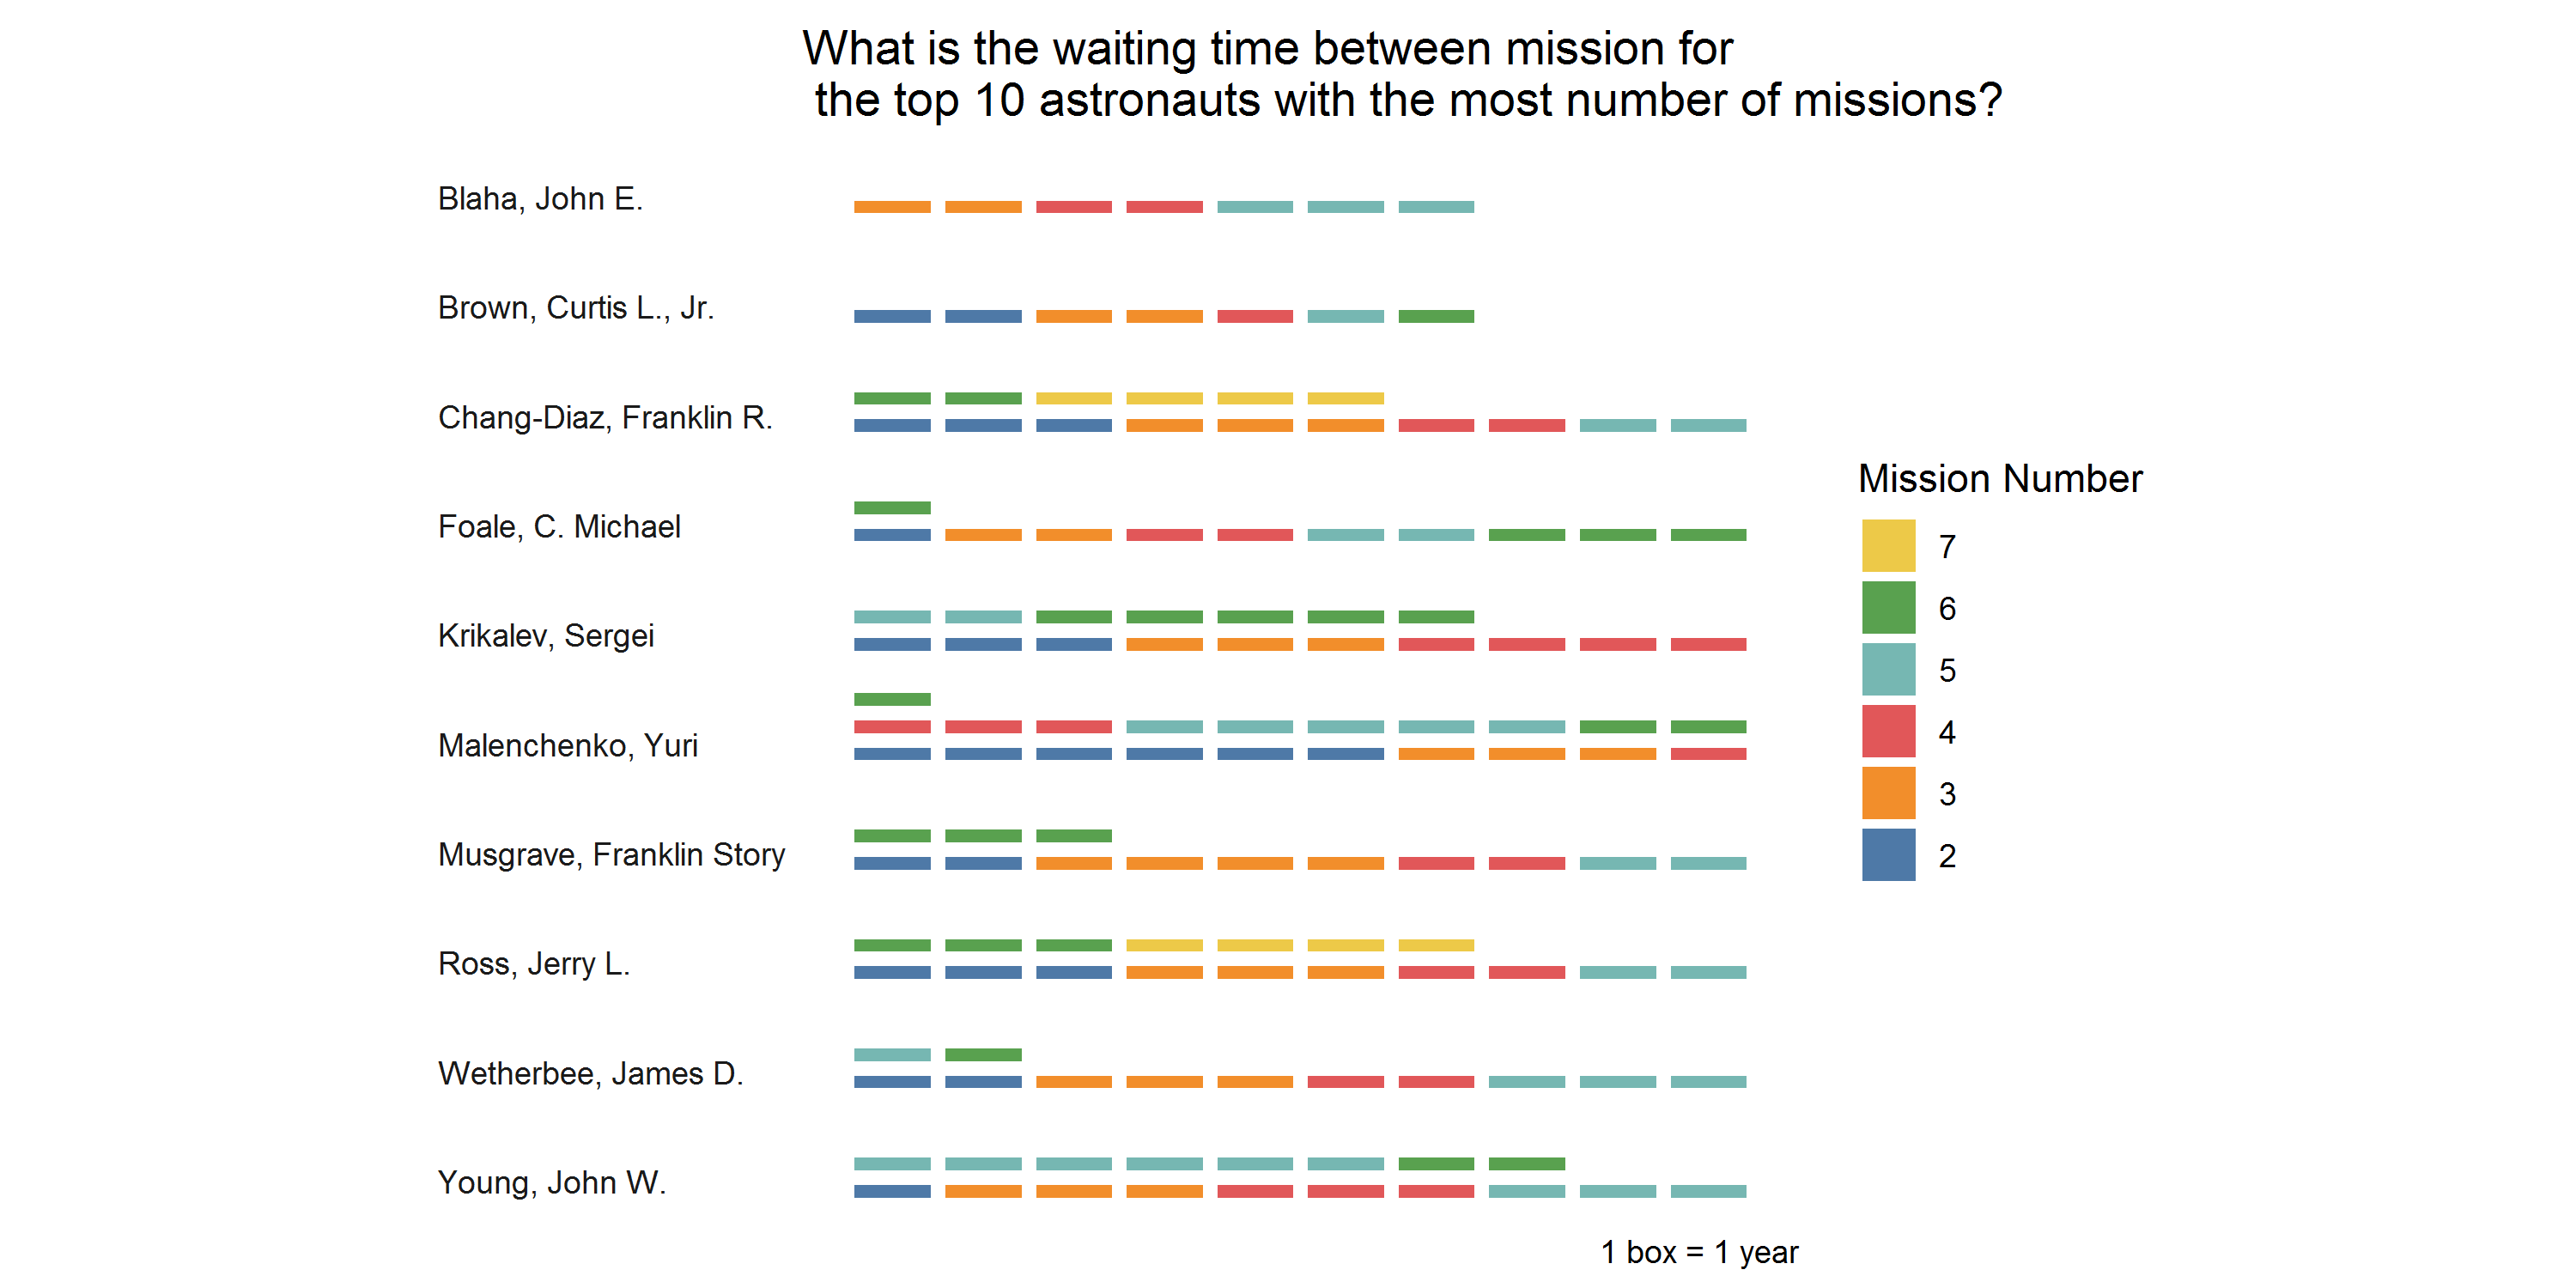 What is the waiting time between mission for
the top 10 astronauts with the most number of missions?
Blaha, John E.
Brown, Curtis L., Jr.
Chang-Diaz, Franklin R.
Foale, C. Michael
Krikalev, Sergei
Malenchenko, Yuri
Musgrave, Franklin Story
Ross, Jerry L.
Wetherbee, James D.
Young, John W.
Mission Number
7
6
5
4
3
2
1 box = 1 year